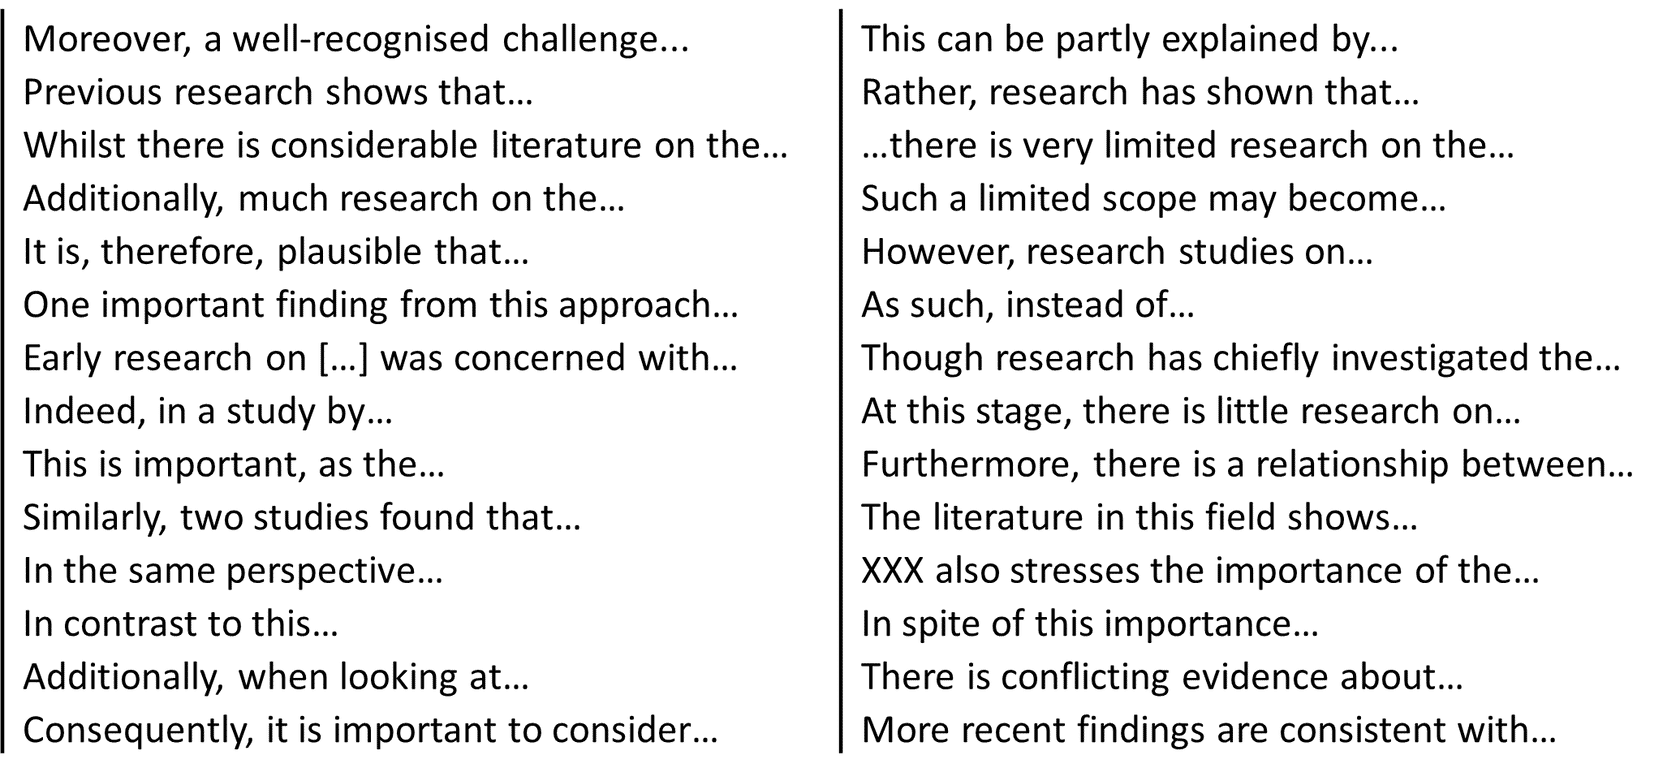 Moreover, a well-recognised challenge...
Previous research shows that...
Whilst there is considerable literature on the...
Additionally, much research on the...
It is, therefore, plausible that...
One important finding from this approach...
Early research on [...] was concerned with...
Indeed, in a study by...
This is important, as the...
Similarly, two studies found that...
In the same perspective...
In contrast to this...
Additionally, when looking at...
Consequently, it is important to consider...
This can be partly explained by...
Rather, research has shown that...
...there is very limited research on the...
Such a limited scope may become...
However, research studies on...
As such, instead of...
Though research has chiefly investigated the...
At this stage, there is little research on...
Furthermore, there is a relationship between...
The literature in this field shows...
XXX also stresses the importance of the...
In spite of this importance...
There is conflicting evidence about...
More recent findings are consistent with...